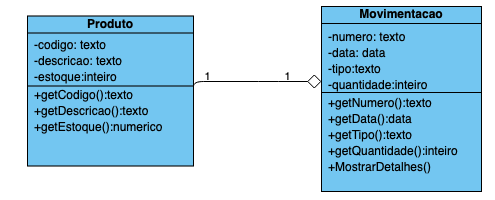 Produto
-codigo: texto
-descricao: texto
-estoque:inteiro
+getCodigo():texto
+getDescricao():texto
+getEstoque():numerico
1
1
Movimentacao
-numero: texto
-data: data
-tipo:texto
-quantidade:inteiro
+getNumero():texto
+getData():data
+getTipo():texto
+getQuantidade():inteiro
+MostrarDetalhes()